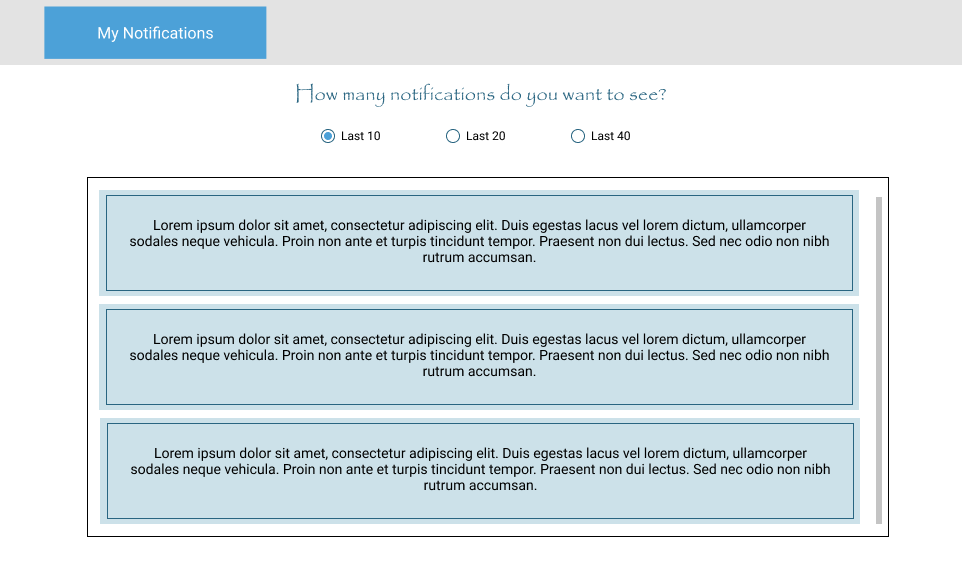 My Notifications
How many notifications do you want to see?
Last 10
Last 20
Last 40
Lorem ipsum dolor sit amet, consectetur adipiscing elit. Duis egestas lacus vel lorem dictum, ullamcorper
sodales neque vehicula. Proin non ante et turpis tincidunt tempor. Praesent non dui lectus. Sed nec odio non nibh
rutrum accumsan.
Lorem ipsum dolor sit amet, consectetur adipiscing elit. Duis egestas lacus vel lorem dictum, ullamcorper
sodales neque vehicula. Proin non ante et turpis tincidunt tempor. Praesent non dui lectus. Sed nec odio non nibh
rutrum accumsan.
Lorem ipsum dolor sit amet, consectetur adipiscing elit. Duis egestas lacus vel lorem dictum, ullamcorper
sodales neque vehicula. Proin non ante et turpis tincidunt tempor. Praesent non dui lectus. Sed nec odio non nibh
rutrum accumsan.